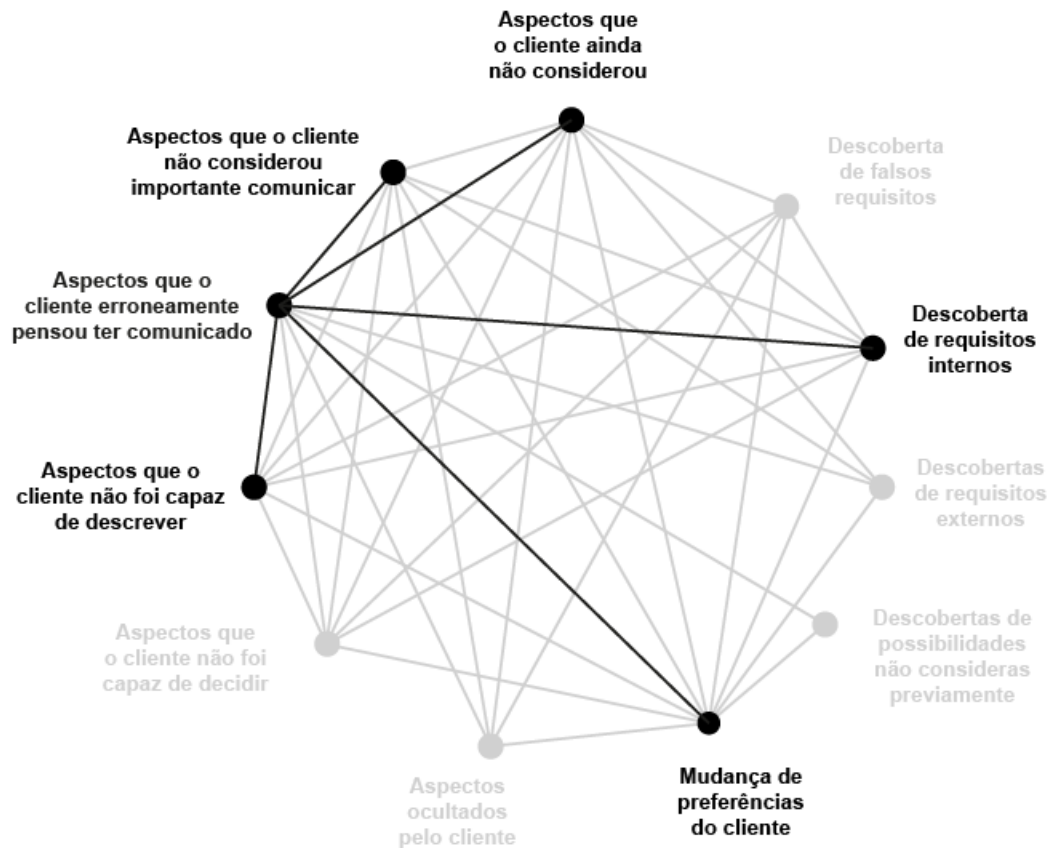 Aspectos que
o cliente ainda
não considerou
Aspectos que o cliente
não considerou
importante comunicar
Descoberta
de falsos
requisitos
Aspectos que o
cliente erroneamente
pensou ter comunicado
Descoberta
de requisitos
internos
Aspectos que o
cliente não foi capaz
de descrever
Descobertas
de requisitos
externos
Aspectos que
o cliente não foi
capaz de decidir
Descobertas de
possibilidades
não consideras
previamente
Aspectos
ocultados
pelo cliente
Mudança de
preferências
do cliente